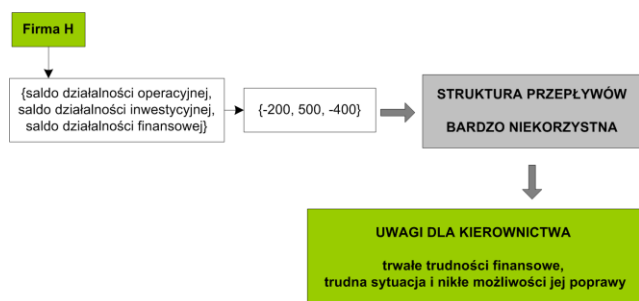 Firma H
{saldo działalności operacyjnej,
saldo działalności inwestycyjnej,
saldo działalności finansowej}
{-200, 500, -400}
STRUKTURA PRZEPŁYWÓW
BARDZO NIEKORZYSTNA
UWAGI DLA KIEROWNICTWA
trwałe trudności finansowe,
trudna sytuacja i nikłe możliwości jej poprawy